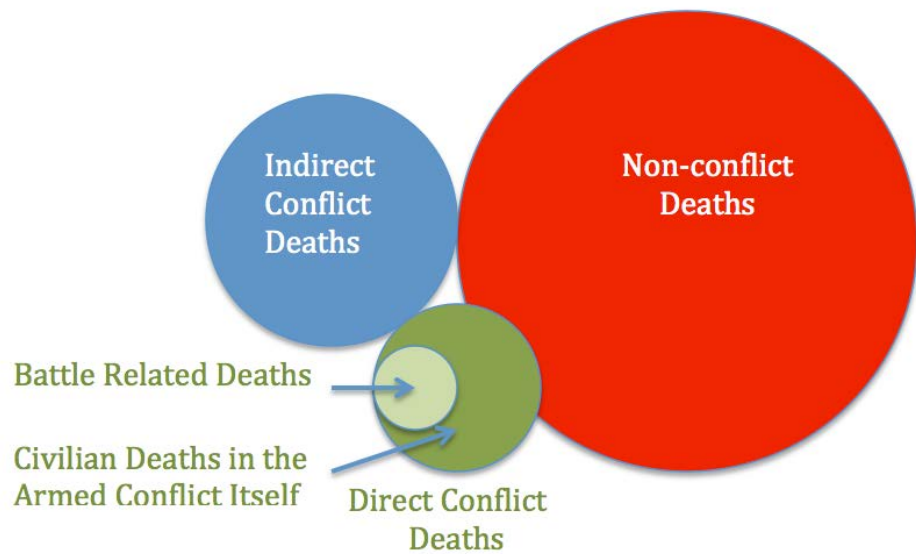 Indirect
Conflict
Deaths
Non-conflict
Deaths
Battle Related Deaths
Civilian Deaths in the
Armed Conflict Itself
Direct Conflict
Deaths